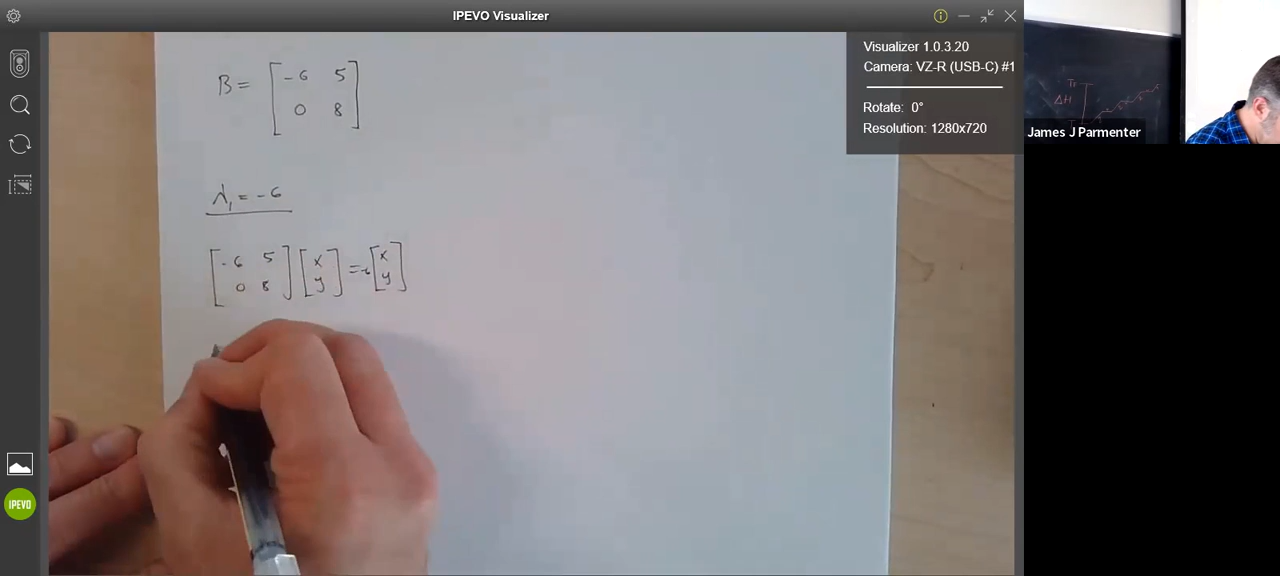 IPEVO Visualizer
Visualizer 1.0.3.20
Camera: VZ-R (USB-C) #1
Rotate: 0°
Resolution: 1280x720
James J Parmenter
ΔH
IPEVO
B = [ -6 5
0 8 ]
λ₁ = -6
[ -6 5 ] [ x ] = [ x ]
[ 0 8 ] [ y ] [ y ]